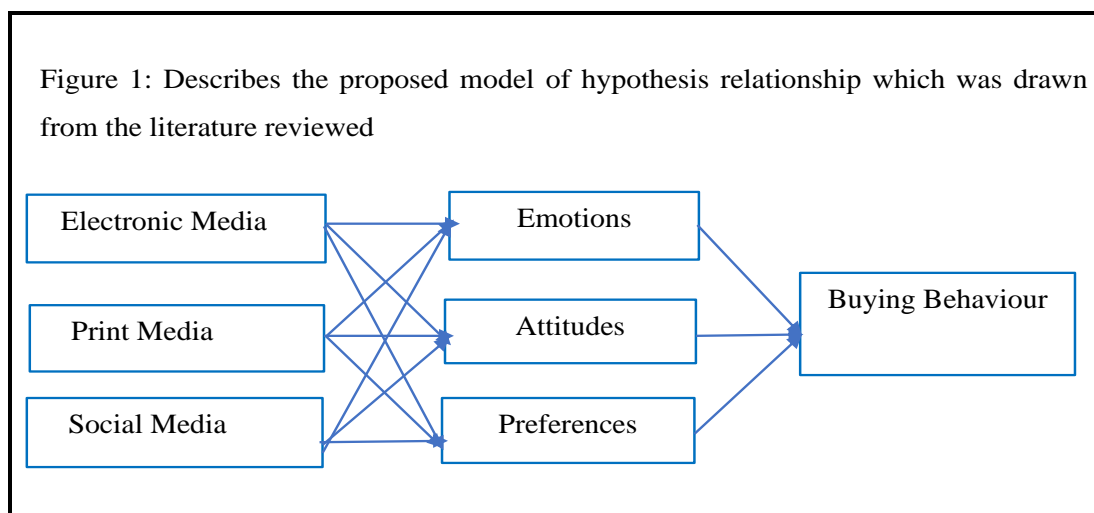 Figure 1: Describes the proposed model of hypothesis relationship which was drawn
from the literature reviewed
Electronic Media
Emotions
Buying Behaviour
Print Media
Attitudes
Social Media
Preferences